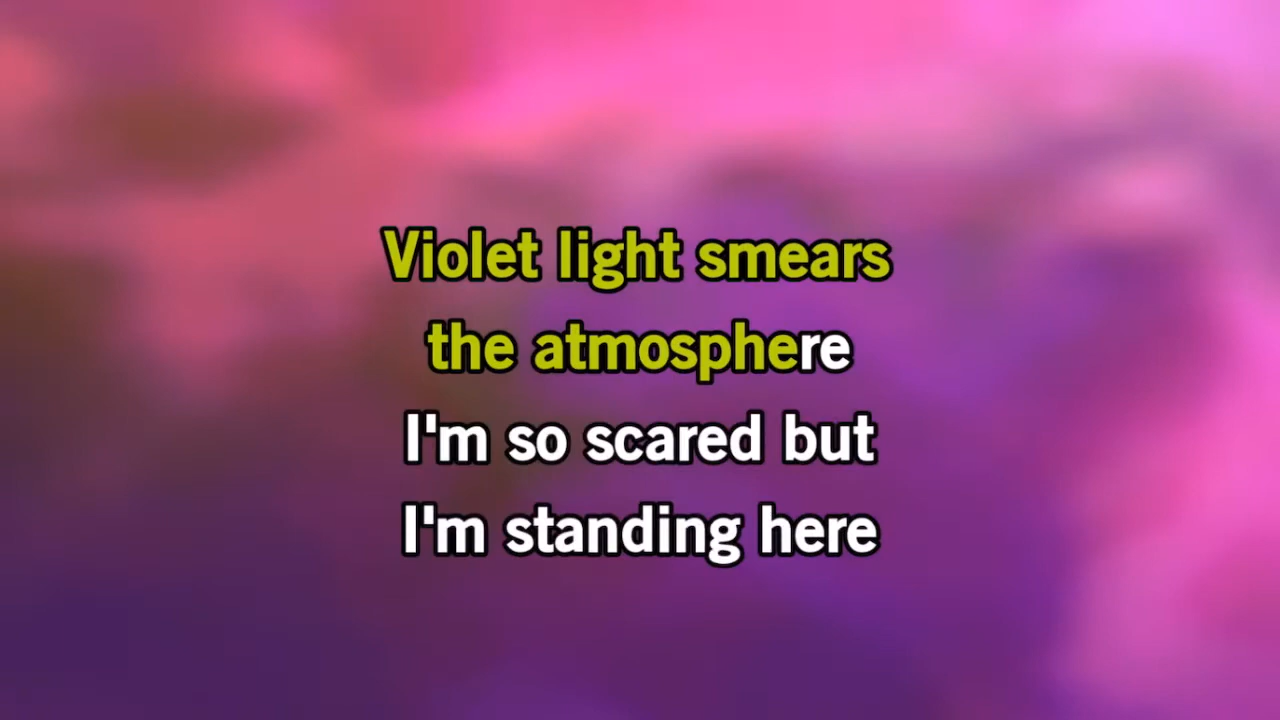 Violet light smears
the atmosphere
I'm so scared but
I'm standing here